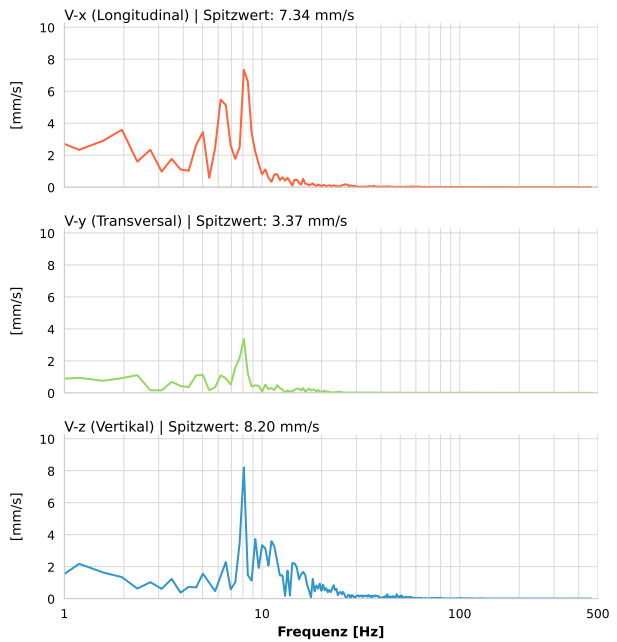 V-x (Longitudinal) | Spitzwert: 7.34 mm/s
10
8
6
4
2
0
[mm/s]
V-y (Transversal) | Spitzwert: 3.37 mm/s
10
8
6
4
2
0
[mm/s]
V-z (Vertikal) | Spitzwert: 8.20 mm/s
10
8
6
4
2
0
[mm/s]
1 10 100 500
Frequenz [Hz]